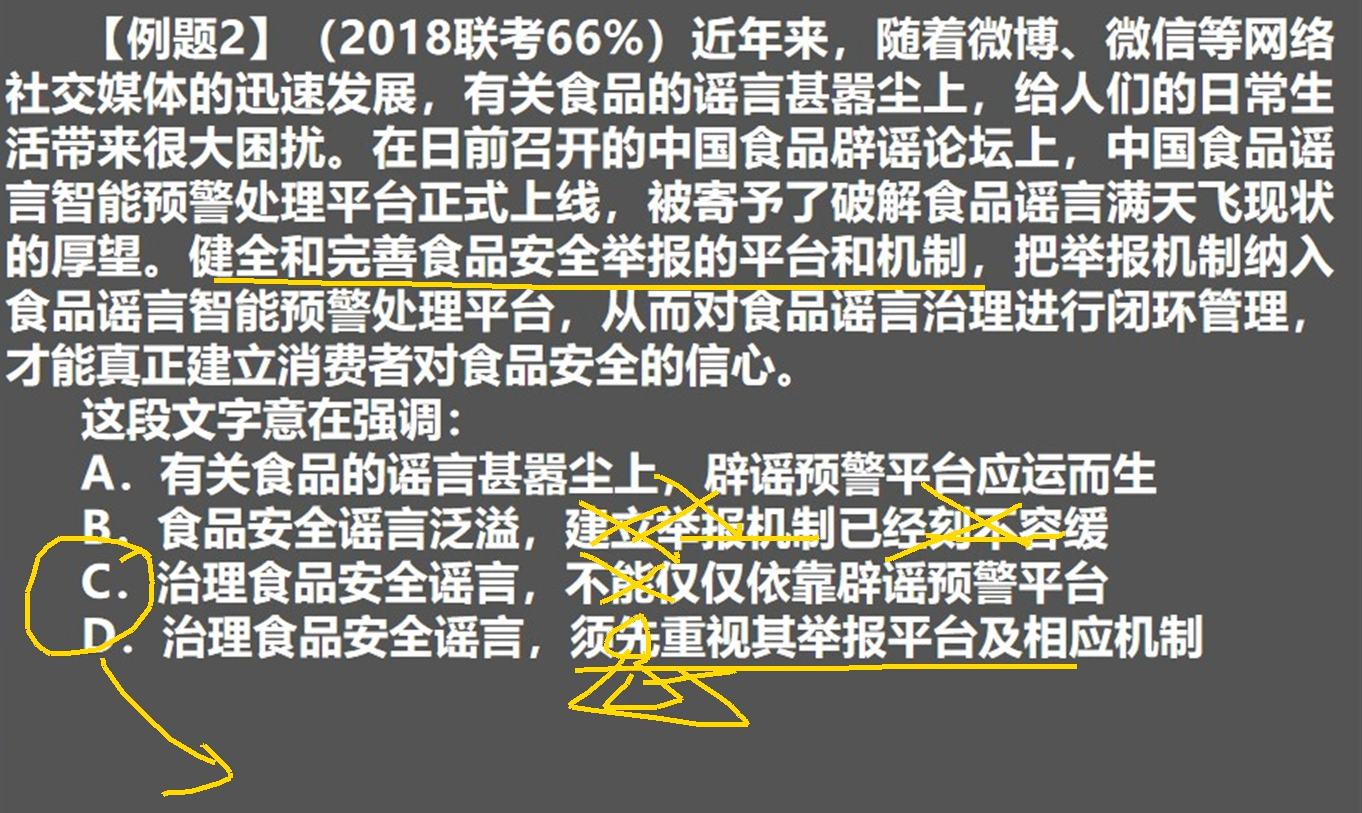 【例题2】（2018联考66%）近年来，随着微博、微信等网络
社交媒体的迅速发展，有关食品的谣言甚嚣尘上，给人们的日常生
活带来很大困扰。在日前召开的中国食品辟谣论坛上，中国食品谣
言智能预警处理平台正式上线，被寄予了破解食品谣言满天飞现状
的厚望。健全和完善食品安全举报的平台和机制，把举报机制纳入
食品谣言智能预警处理平台，从而对食品谣言治理进行闭环管理，
才能真正建立消费者对食品安全的信心。
这段文字意在强调：
A．有关食品的谣言甚嚣尘上，辟谣预警平台应运而生
B．食品安全谣言泛溢，建立举报机制已经刻不容缓
C．治理食品安全谣言，不能仅仅依靠辟谣预警平台
D．治理食品安全谣言，须先重视其举报平台及相应机制